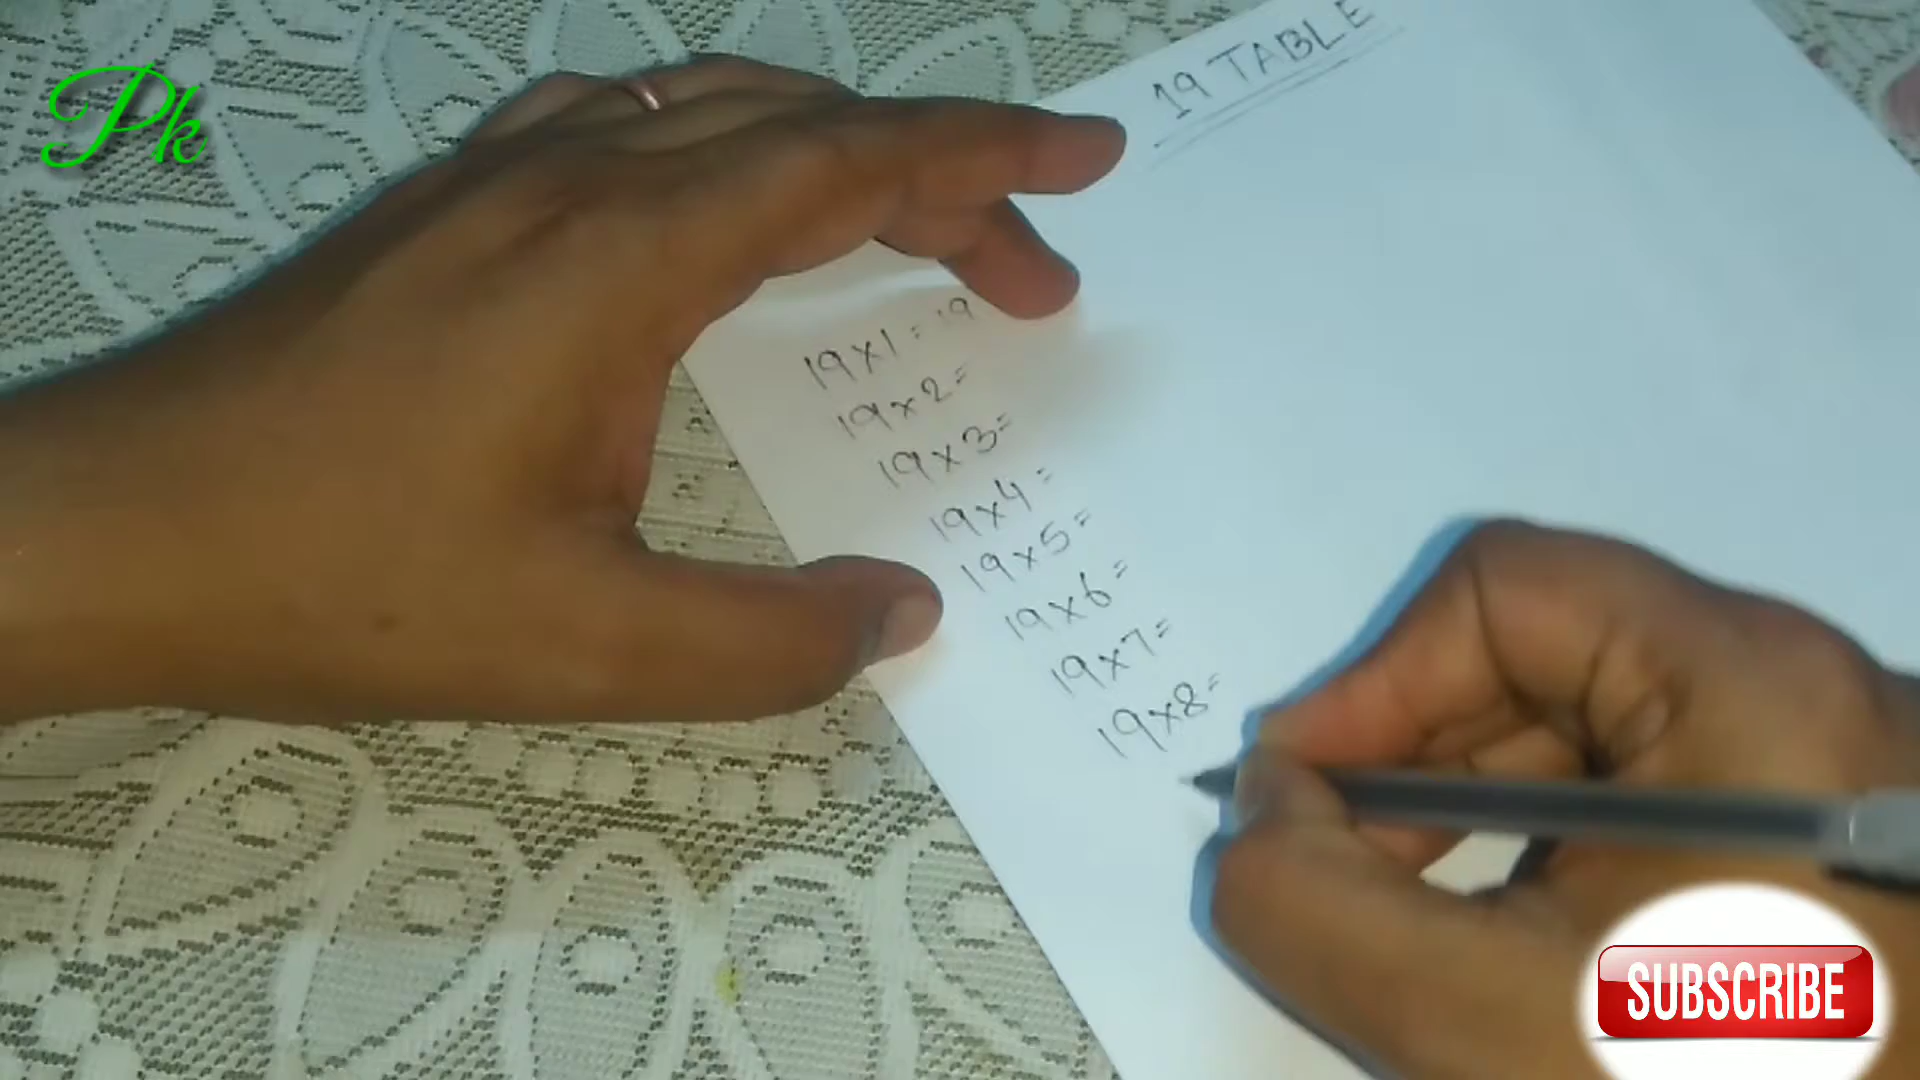 Pk
19 TABLE
19x1=19
19x2=
19x3=
19x4=
19x5=
19x6=
19x7=
19x8=
SUBSCRIBE